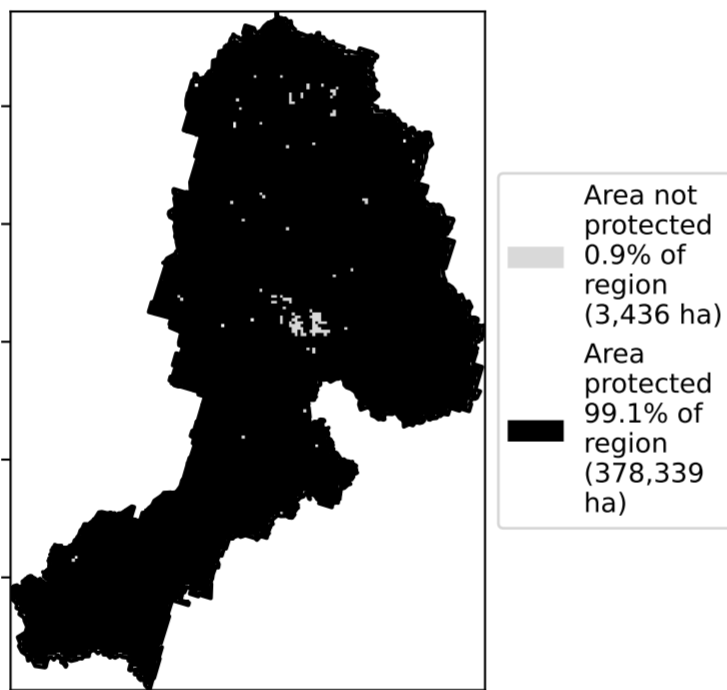 Area not
protected
0.9% of
region
(3,436 ha)
Area
protected
99.1% of
region
(378,339
ha)